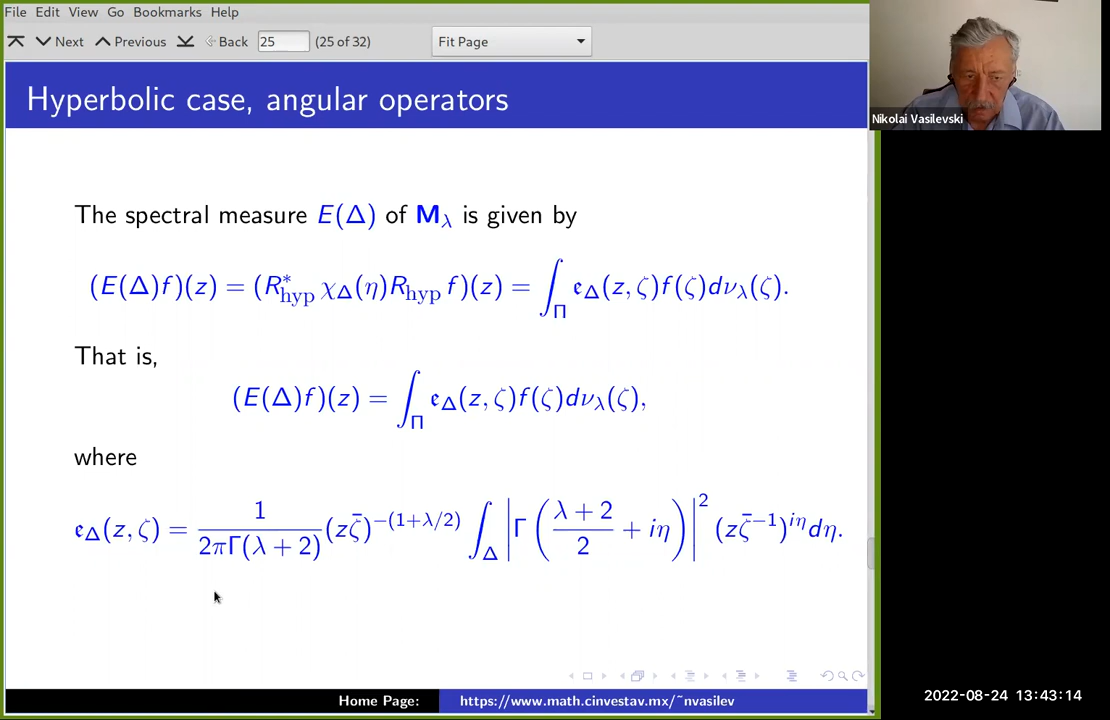 File Edit View Go Bookmarks Help
Next Previous Back 25 (25 of 32) Fit Page
Nikolai Vasilevski
Hyperbolic case, angular operators
The spectral measure E(Δ) of M_λ is given by
(E(Δ)f)(z) = (R*_hyp χ_Δ(η)R_hyp f)(z) = ∫_Π 𝔢_Δ(z, ζ)f(ζ)dν_λ(ζ).
That is,
(E(Δ)f)(z) = ∫_Π 𝔢_Δ(z, ζ)f(ζ)dν_λ(ζ),
where
𝔢_Δ(z, ζ) = 1/(2πΓ(λ + 2)) (zζ̄)^{-(1+λ/2)} ∫_Δ |Γ((λ + 2)/2 + iη)|² (zζ̄^{-1})^{iη} dη.
Home Page: https://www.math.cinvestav.mx/~nvasilev
2022-08-24 13:43:14